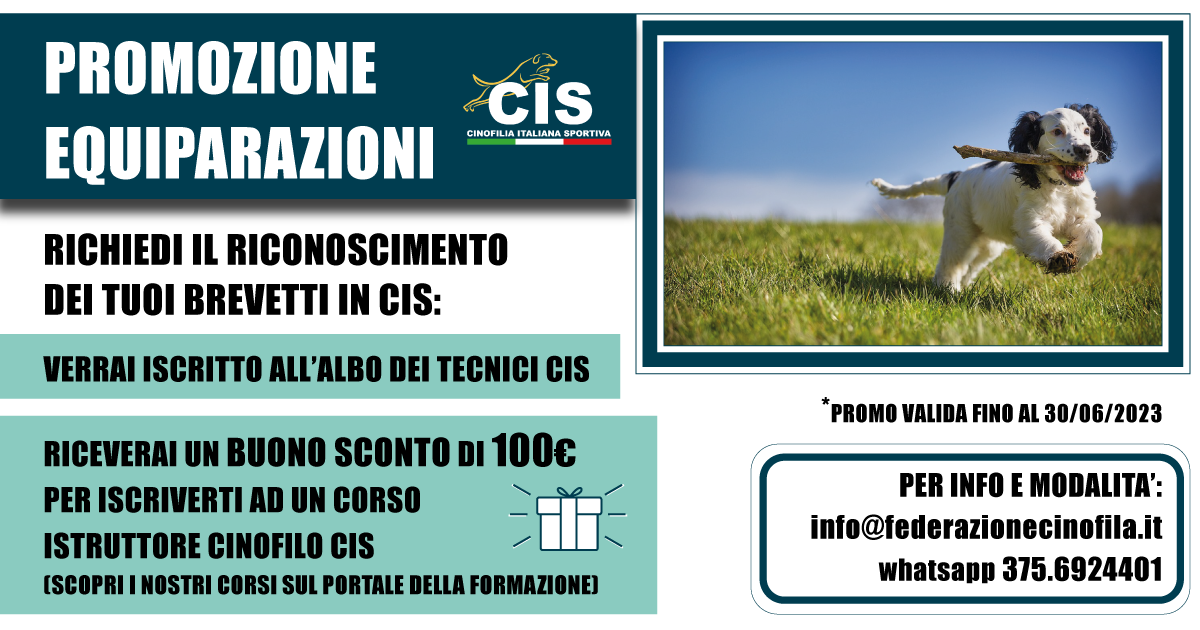 PROMOZIONE
EQUIPARAZIONI
CIS
CINOFILIA ITALIANA SPORTIVA
RICHIEDI IL RICONOSCIMENTO
DEI TUOI BREVETTI IN CIS:
VERRAI ISCRITTO ALL'ALBO DEI TECNICI CIS
RICEVERAI UN BUONO SCONTO DI 100€
PER ISCRIVERTI AD UN CORSO
ISTRUTTORE CINOFILO CIS
(SCOPRI I NOSTRI CORSI SUL PORTALE DELLA FORMAZIONE)
*PROMO VALIDA FINO AL 30/06/2023
PER INFO E MODALITA':
info@federazionecinofila.it
whatsapp 375.6924401